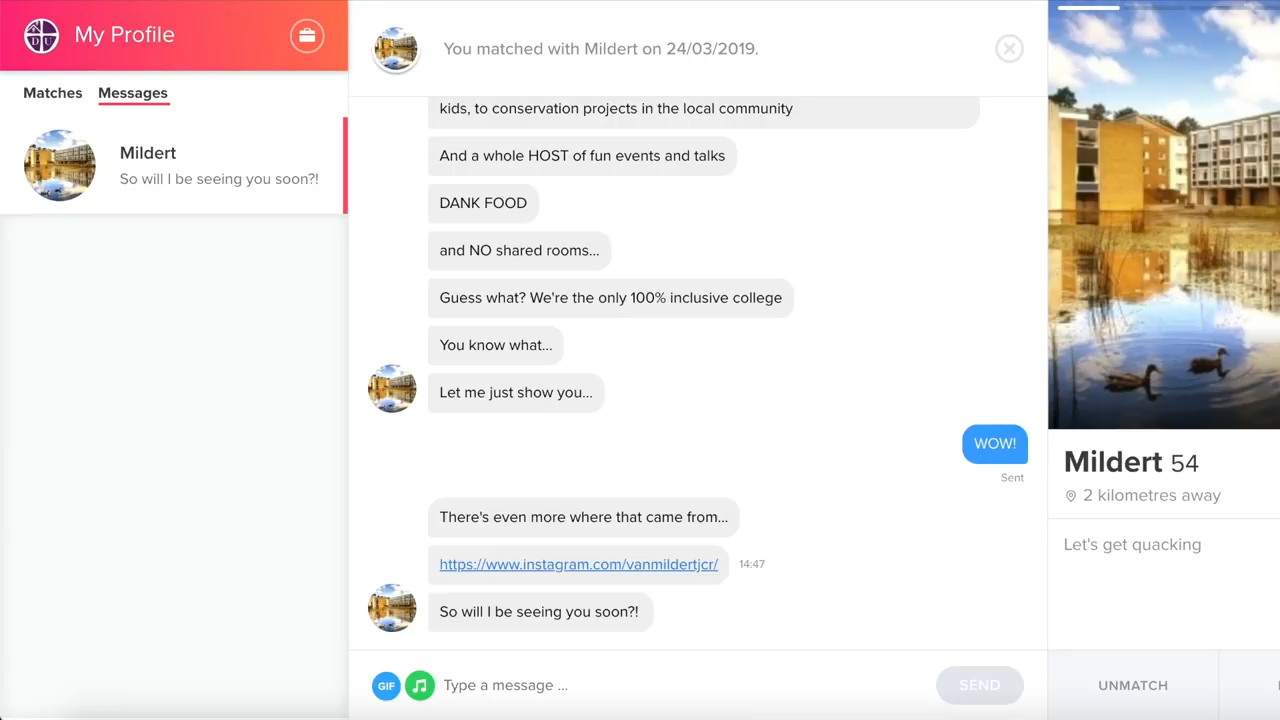 D U
My Profile
Matches
Messages
Mildert
So will I be seeing you soon?!
You matched with Mildert on 24/03/2019.
kids, to conservation projects in the local community
And a whole HOST of fun events and talks
DANK FOOD
and NO shared rooms...
Guess what? We're the only 100% inclusive college
You know what...
Let me just show you...
WOW!
Sent
There's even more where that came from...
https://www.instagram.com/vanmildertjcr/
14:47
So will I be seeing you soon?!
GIF
Type a message ...
SEND
Mildert 54
2 kilometres away
Let's get quacking
UNMATCH